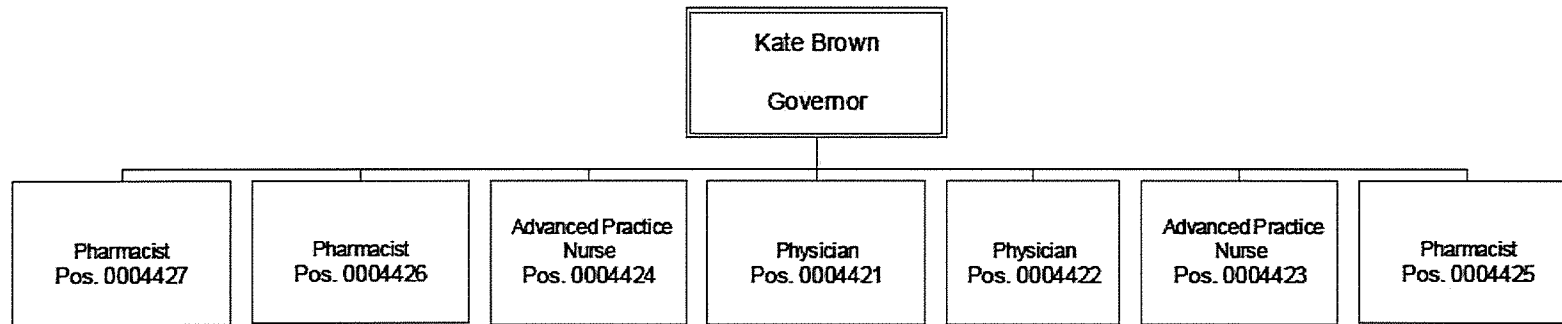 Kate Brown
Governor
Pharmacist
Pos. 0004427
Pharmacist
Pos. 0004426
Advanced Practice
Nurse
Pos. 0004424
Physician
Pos. 0004421
Physician
Pos. 0004422
Advanced Practice
Nurse
Pos. 0004423
Pharmacist
Pos. 0004425